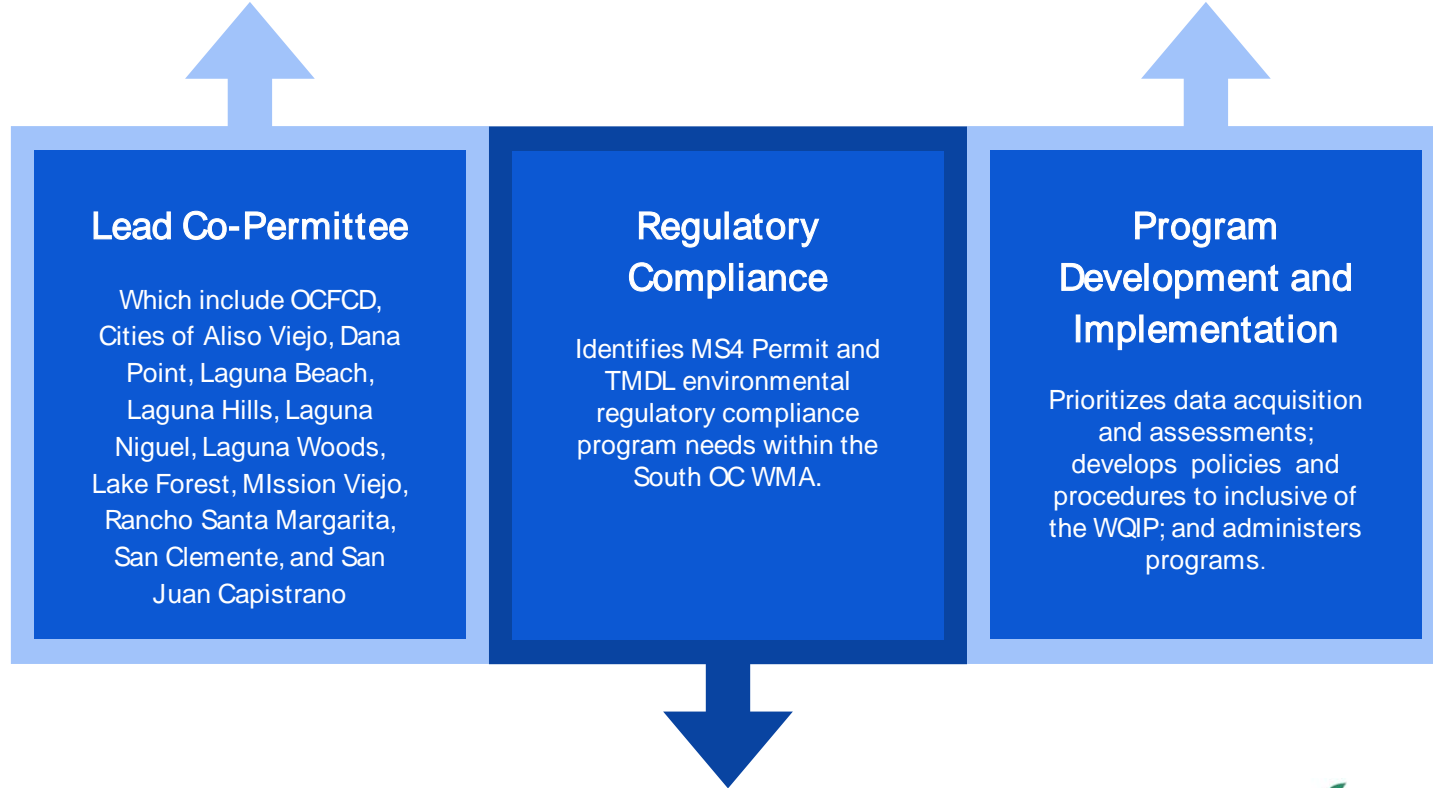 Lead Co-Permittee
Which include OCFCD,
Cities of Aliso Viejo, Dana
Point, Laguna Beach,
Laguna Hills, Laguna
Niguel, Laguna Woods,
Lake Forest, MIssion Viejo,
Rancho Santa Margarita,
San Clemente, and San
Juan Capistrano
Regulatory
Compliance
Identifies MS4 Permit and
TMDL environmental
regulatory compliance
program needs within the
South OC WMA.
Program
Development and
Implementation
Prioritizes data acquisition
and assessments;
develops policies and
procedures to inclusive of
the WQIP; and administers
programs.